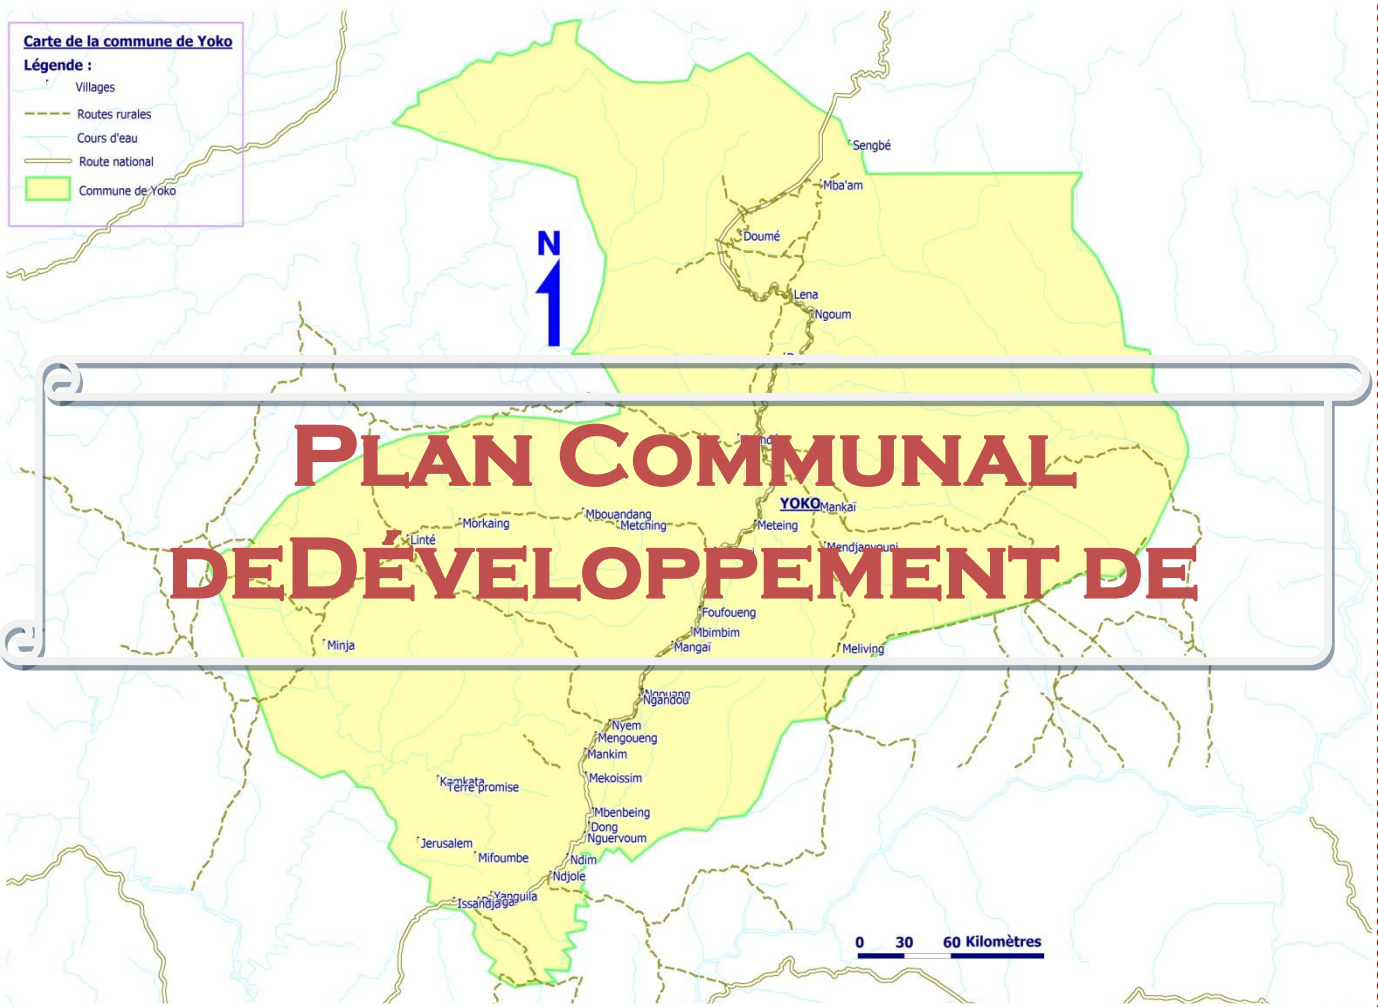 Carte de la commune de Yoko
Légende :
Villages
Routes rurales
Cours d'eau
Route national
Commune de Yoko
Sengbé
Mba'am
Doumé
N
Lena
Ngoum
PLAN COMMUNAL
YOKO
Mankaï
Mbouandang
Metching
Morkaing
Meteing
Linté
Mendjanyouni
DEDÉVELOPPEMENT DE
Foufoueng
Mbimbim
Mangaï
Minja
Meliving
Ngouang
Ngandou
Nyem
Mengoueng
Mankim
Mekoissim
Kamkata
Terre promise
Mbenbeing
Dong
Nguervoum
Jerusalem
Mifoumbe
Ndim
Ndjole
Yanguila
Issandjaga
0 30 60 Kilomètres